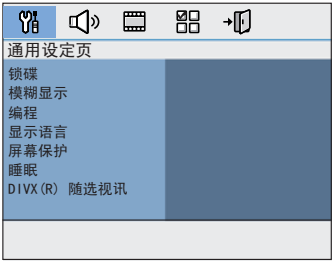 通用设定页
锁碟
模糊显示
编程
显示语言
屏幕保护
睡眠
DIVX(R) 随选视讯